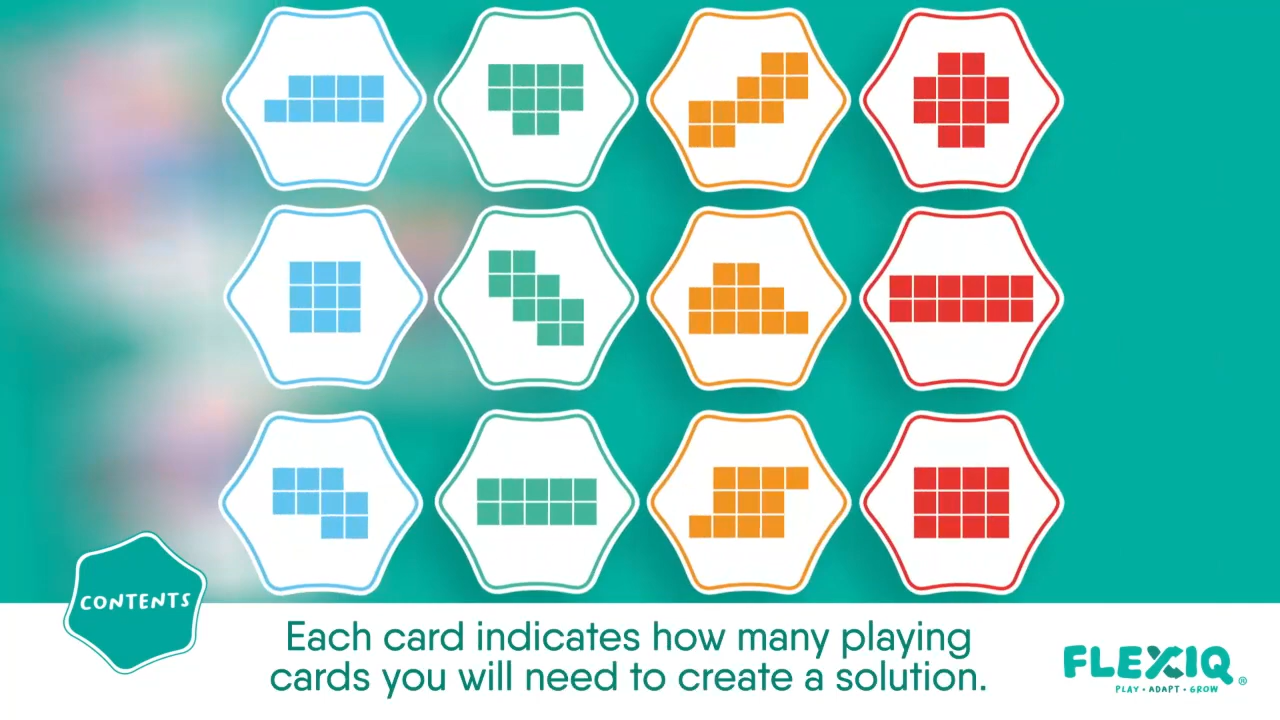 CONTENTS
Each card indicates how many playing
cards you will need to create a solution.
FLEXIQ®
PLAY • ADAPT • GROW